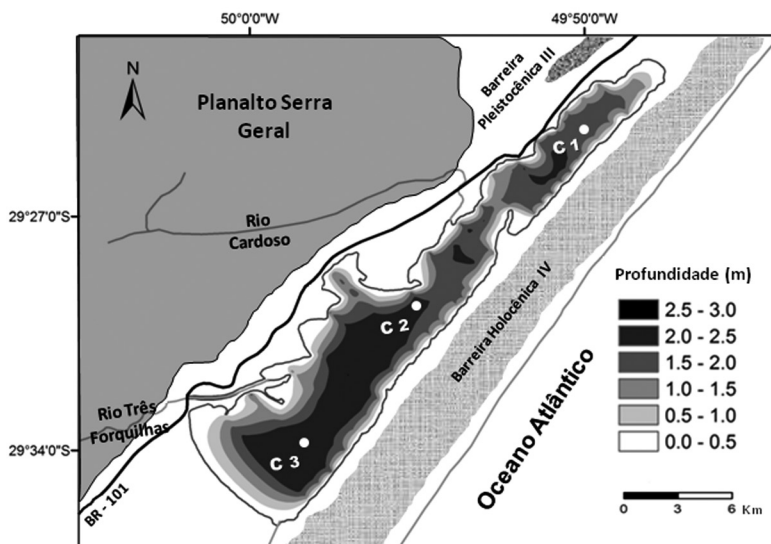 50°0'0"W
49°50'0"W
N
Planalto Serra
Geral
Barreira
Pleistocênica III
C 1
29°27'0"S
Rio
Cardoso
Profundidade (m)
2.5 - 3.0
2.0 - 2.5
1.5 - 2.0
1.0 - 1.5
0.5 - 1.0
0.0 - 0.5
C 2
Barreira Holocênica IV
Rio Três
Forquilhas
Oceano Atlântico
29°34'0"S
C 3
BR - 101
0 3 6 Km